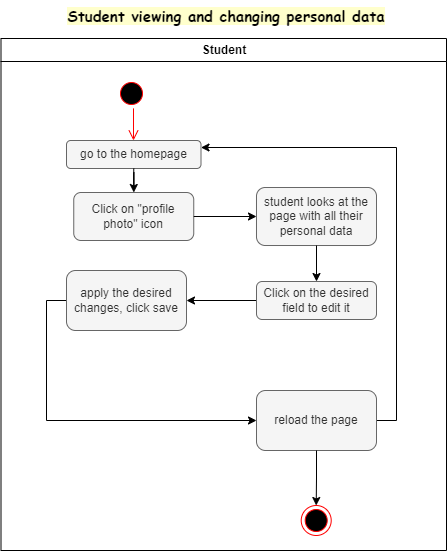 Student viewing and changing personal data
Student
go to the homepage
Click on "profile
photo" icon
student looks at the
page with all their
personal data
Click on the desired
field to edit it
apply the desired
changes, click save
reload the page